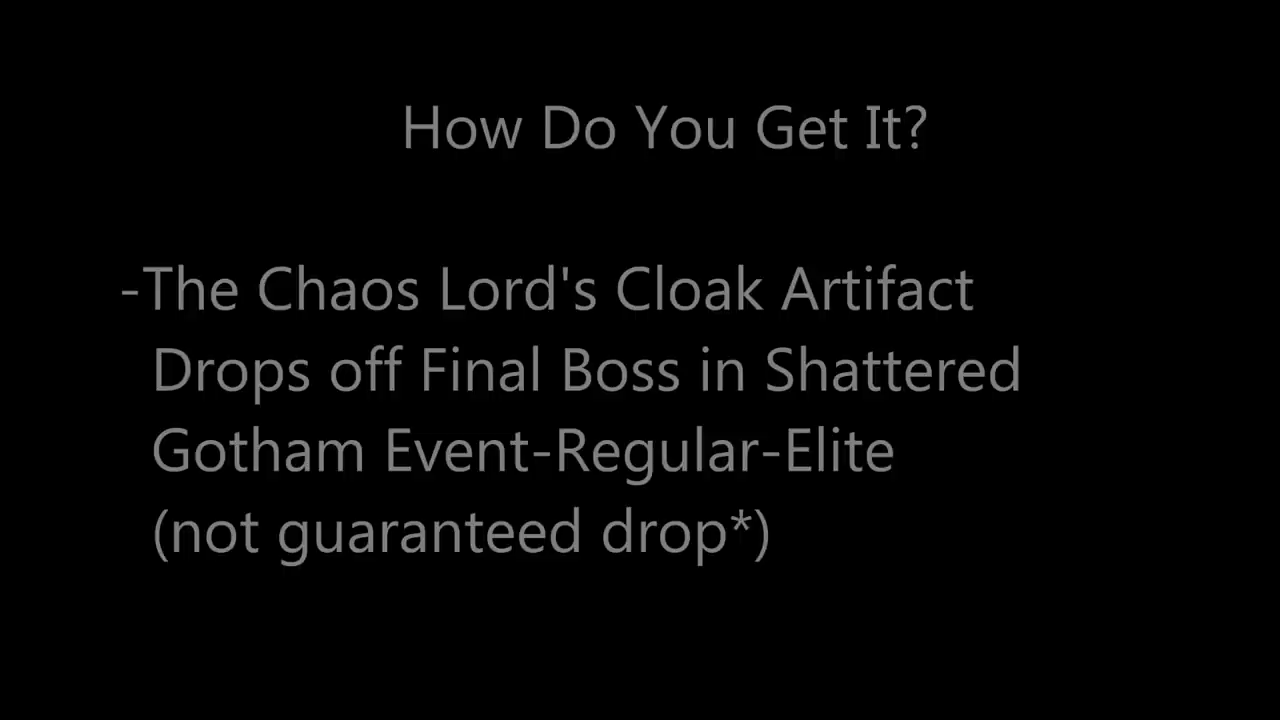 How Do You Get It?
-The Chaos Lord's Cloak Artifact
Drops off Final Boss in Shattered
Gotham Event-Regular-Elite
(not guaranteed drop*)